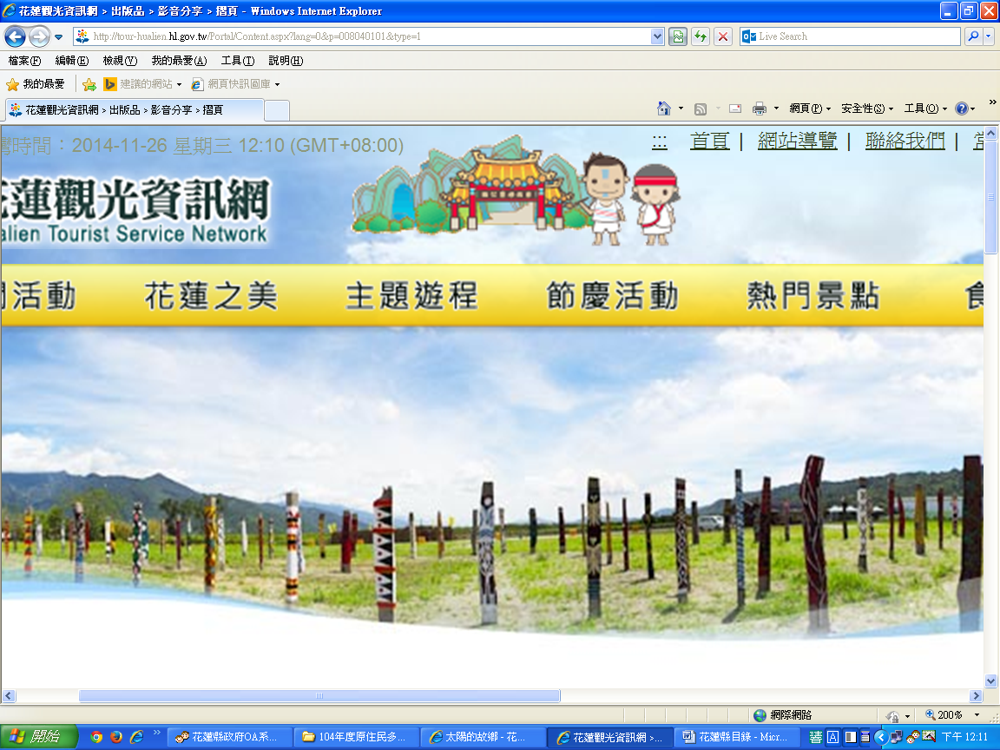 花蓮觀光資訊網 > 出版品 > 影音分享 > 摺頁 - Windows Internet Explorer
http://tour-hualien.hl.gov.tw/Portal/Content.aspx?lang=0&p=008040101&type=1
Live Search
檔案(F) 編輯(E) 檢視(V) 我的最愛(A) 工具(T) 說明(H)
我的最愛 建議的網站 網頁快訊圖庫
花蓮觀光資訊網 > 出版品 > 影音分享 > 摺頁
網頁(P) 安全性(S) 工具(O) »
灣時間：2014-11-26 星期三 12:10 (GMT+08:00)
::: 首頁 | 網站導覽 | 聯絡我們 | 常
花蓮觀光資訊網
alien Tourist Service Network
活動 花蓮之美 主題遊程 節慶活動 熱門景點 食
網際網路 200%
開始 » 花蓮縣政府OA系... 104年度原住民多... 太陽的故鄉 - 花... 花蓮觀光資訊網 >... 花蓮縣目錄 - Micr... A 下午 12:11